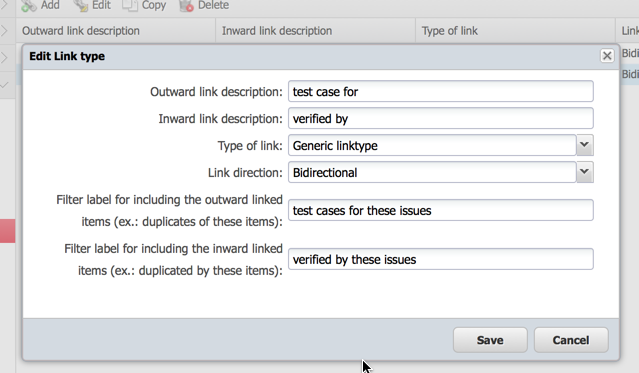 Add Edit Copy Delete
Outward link description Inward link description Type of link Link
Bidi
Bidi
Edit Link type
Outward link description: test case for
Inward link description: verified by
Type of link: Generic linktype
Link direction: Bidirectional
Filter label for including the outward linked
items (ex.: duplicates of these items): test cases for these issues
Filter label for including the inward linked
items (ex.: duplicated by these items): verified by these issues
Save Cancel